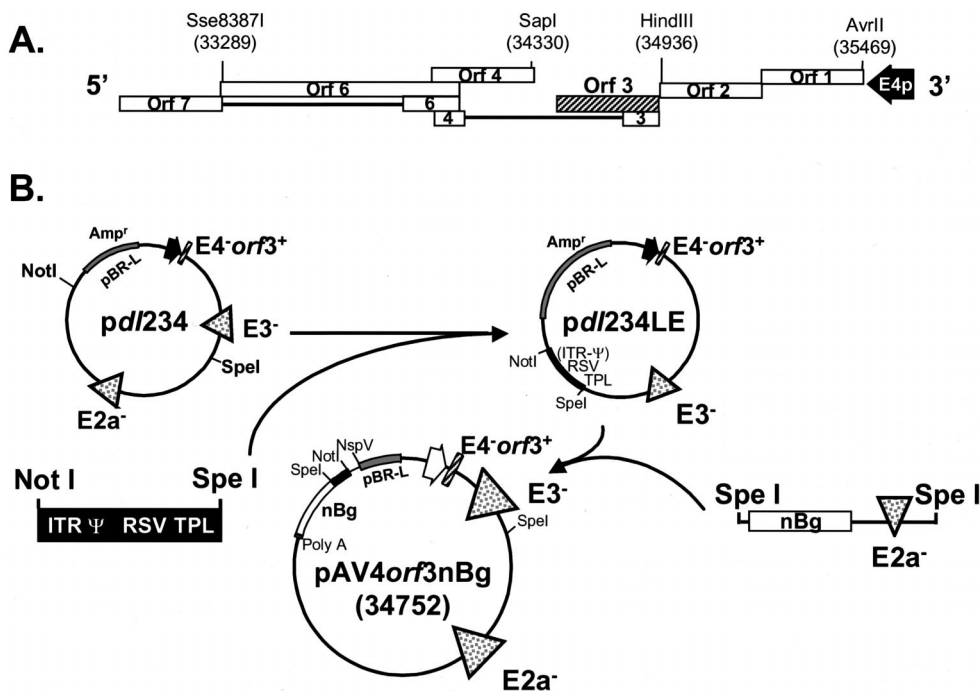 A.
Sse8387I
(33289)
SapI
(34330)
HindIII
(34936)
AvrII
(35469)
5’
Orf 4
Orf 6
Orf 7
6
4
Orf 3
3
Orf 2
Orf 1
E4p
3’
B.
Ampʳ
pBR-L
E4⁻orf3⁺
NotI
pdl234
E3⁻
SpeI
E2a⁻
Ampʳ
pBR-L
E4⁻orf3⁺
pdl234LE
NotI
(ITR-Ψ)
RSV
TPL
SpeI
E3⁻
Not I
Spe I
ITR Ψ RSV TPL
NspV
NotI
SpeI
pBR-L
E4⁻orf3⁺
E3⁻
SpeI
nBg
Poly A
pAV4orf3nBg
(34752)
E2a⁻
Spe I
Spe I
nBg
E2a⁻